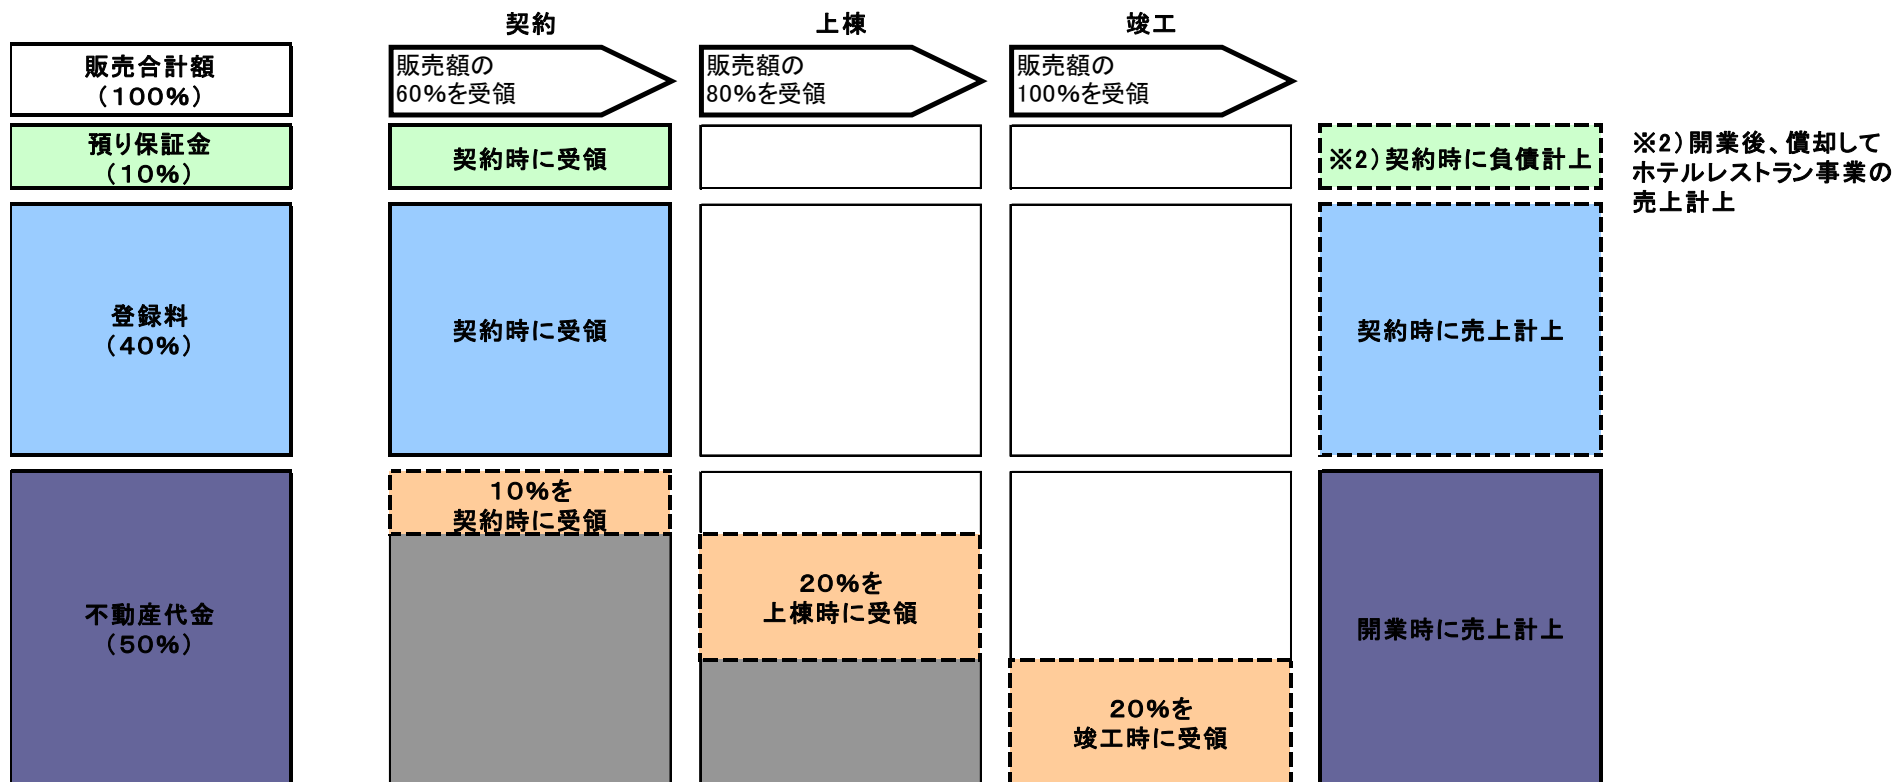 契約
上棟
竣工
販売合計額
（100%）
販売額の
60%を受領
販売額の
80%を受領
販売額の
100%を受領
預り保証金
（10%）
契約時に受領
※2）契約時に負債計上
※2）開業後、償却して
ホテルレストラン事業の
売上計上
登録料
（40%）
契約時に受領
契約時に売上計上
不動産代金
（50%）
10%を
契約時に受領
20%を
上棟時に受領
20%を
竣工時に受領
開業時に売上計上